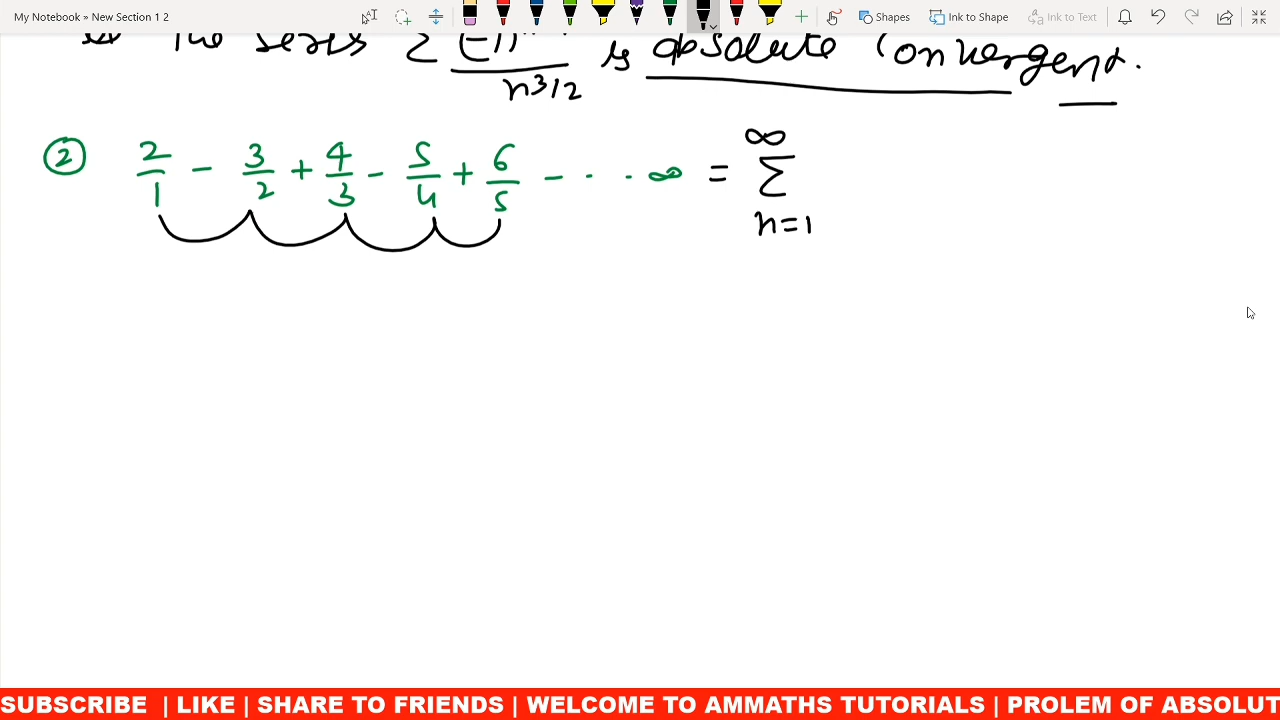 My Notebook » New Section 1 2
Shapes Ink to Shape Ink to Text
The series Σ (-1)ⁿ⁻¹/n^3/2 is absolute Convergent.
② 2/1 - 3/2 + 4/3 - 5/4 + 6/5 - . . . ∞ = ∞ Σ n=1
SUBSCRIBE | LIKE | SHARE TO FRIENDS | WELCOME TO AMMATHS TUTORIALS | PROLEM OF ABSOLUT